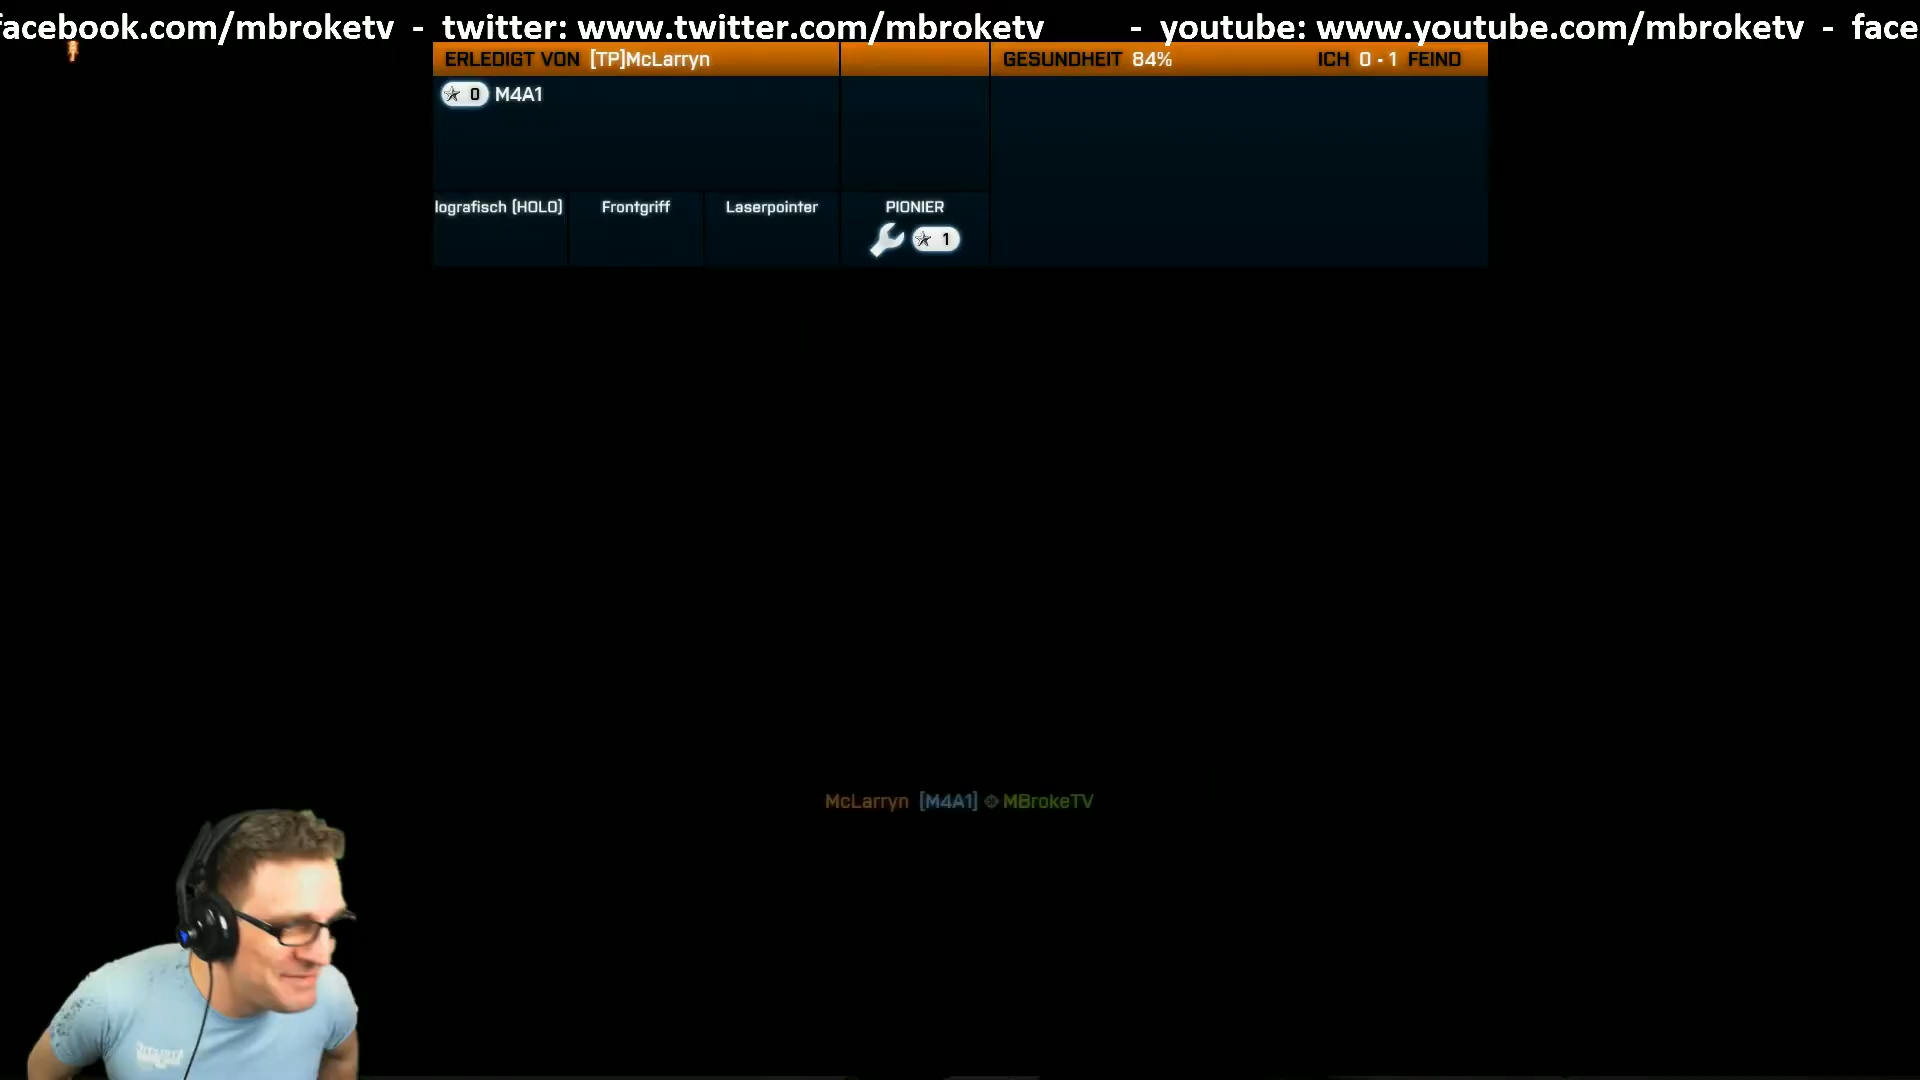 facebook.com/mbroketv - twitter: www.twitter.com/mbroketv - youtube: www.youtube.com/mbroketv - face
ERLEDIGT VON [TP]McLarryn GESUNDHEIT 84% ICH 0 - 1 FEIND
0 M4A1
lografisch [HOLO] Frontgriff Laserpointer PIONIER
1
McLarryn [M4A1] MBrokeTV